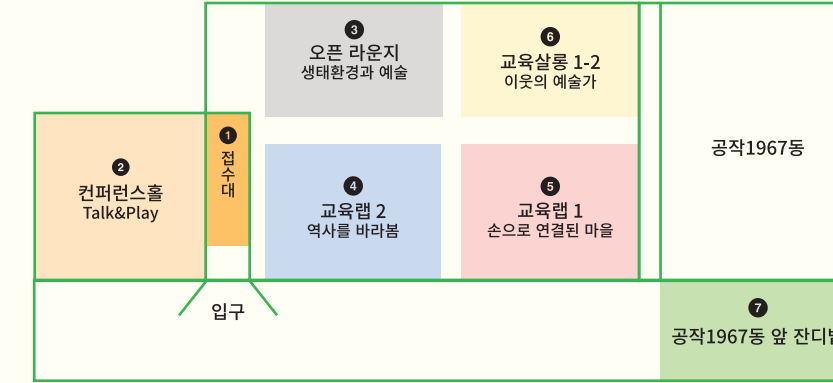 3
오픈 라운지
생태환경과 예술
6
교육살롱 1-2
이웃의 예술가
공작1967동
1
접수대
2
컨퍼런스홀
Talk&Play
4
교육랩 2
역사를 바라봄
5
교육랩 1
손으로 연결된 마을
입구
7
공작1967동 앞